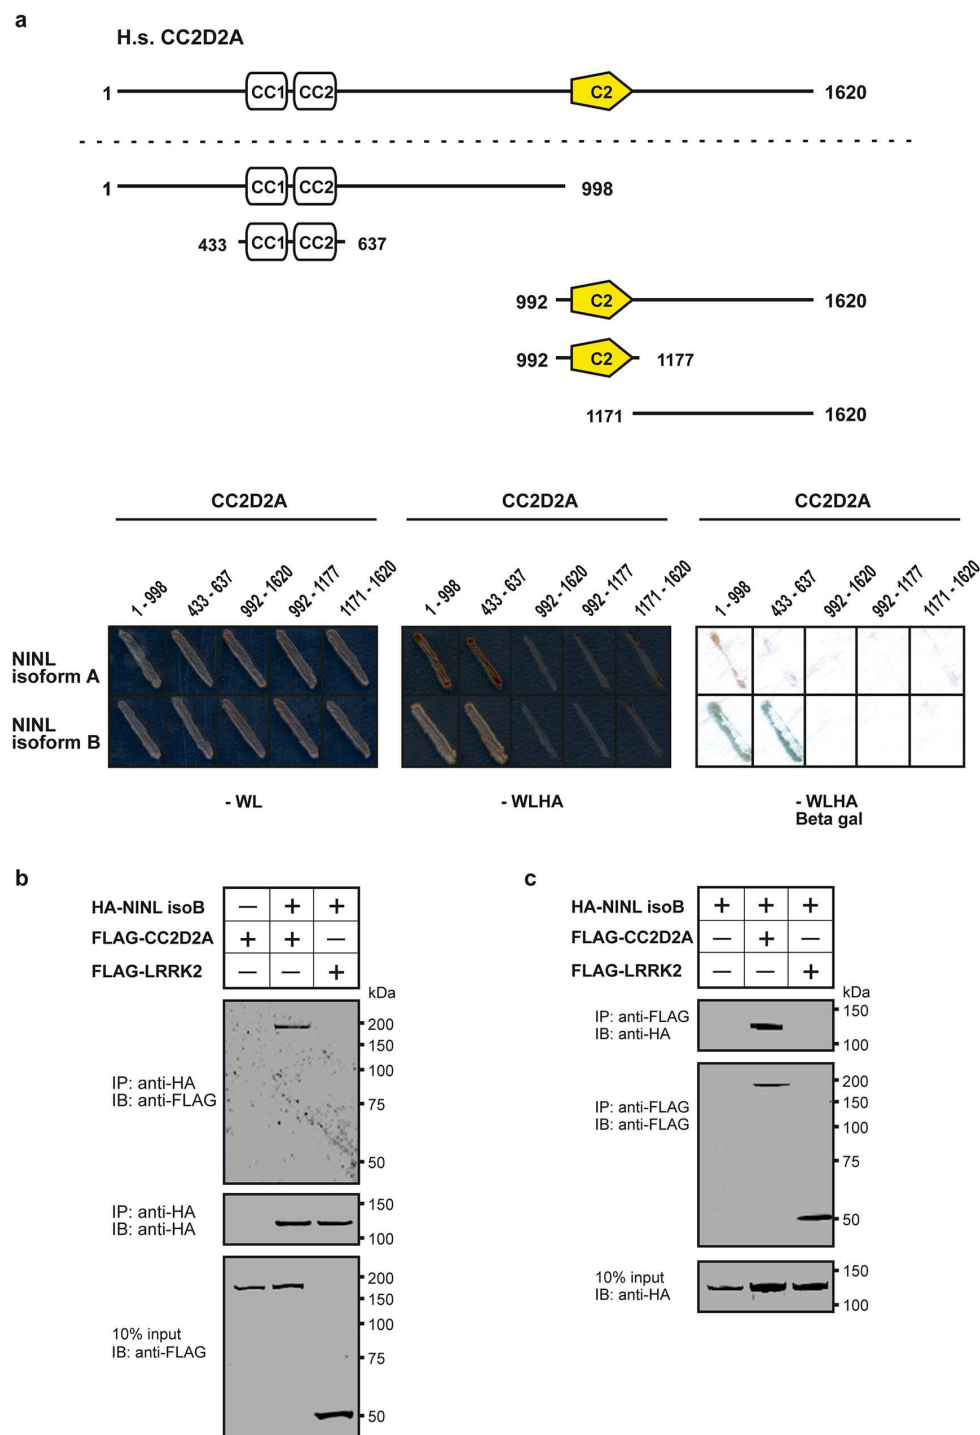 a
H.s. CC2D2A
1 CC1 CC2 C2 1620
1 CC1 CC2 998
433 CC1 CC2 637
992 C2 1620
992 C2 1177
1171 1620
CC2D2A CC2D2A CC2D2A
1 - 998 433 - 637 992 - 1620 992 - 1177 1171 - 1620 1 - 998 433 - 637 992 - 1620 992 - 1177 1171 - 1620 1 - 998 433 - 637 992 - 1620 992 - 1177 1171 - 1620
NINL
isoform A
NINL
isoform B
- WL - WLHA - WLHA
Beta gal
b
HA-NINL isoB — + +
FLAG-CC2D2A + + —
FLAG-LRRK2 — — +
kDa
200
150
100
IP: anti-HA
IB: anti-FLAG
75
50
150
IP: anti-HA
IB: anti-HA
100
200
150
100
10% input
IB: anti-FLAG
75
50
c
HA-NINL isoB + + +
FLAG-CC2D2A — + —
FLAG-LRRK2 — — +
kDa
150
IP: anti-FLAG
IB: anti-HA
100
200
150
IP: anti-FLAG
IB: anti-FLAG
100
75
50
150
10% input
IB: anti-HA
100